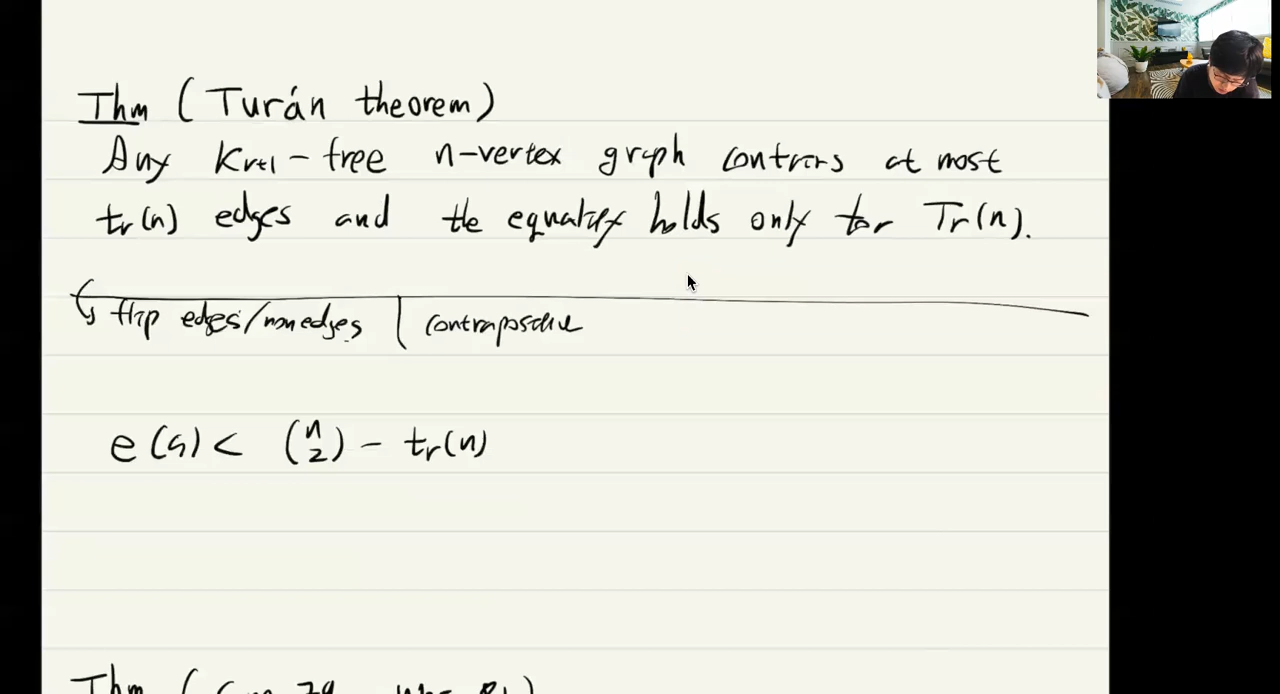 Thm (Turán theorem)
Any Kr+1-free n-vertex graph contains at most
tr(n) edges and the equality holds only for Tr(n).
flip edges/nonedges | contrapositive
e(G) < (n 2) - tr(n)
Thm (